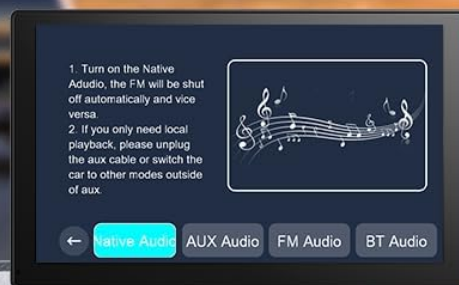 1. Turn on the Native
Adudio, the FM will be shut
off automatically and vice
versa.
2. If you only need local
playback, please unplug
the aux cable or switch the
car to other modes outside
of aux.
Native Audio
AUX Audio
FM Audio
BT Audio